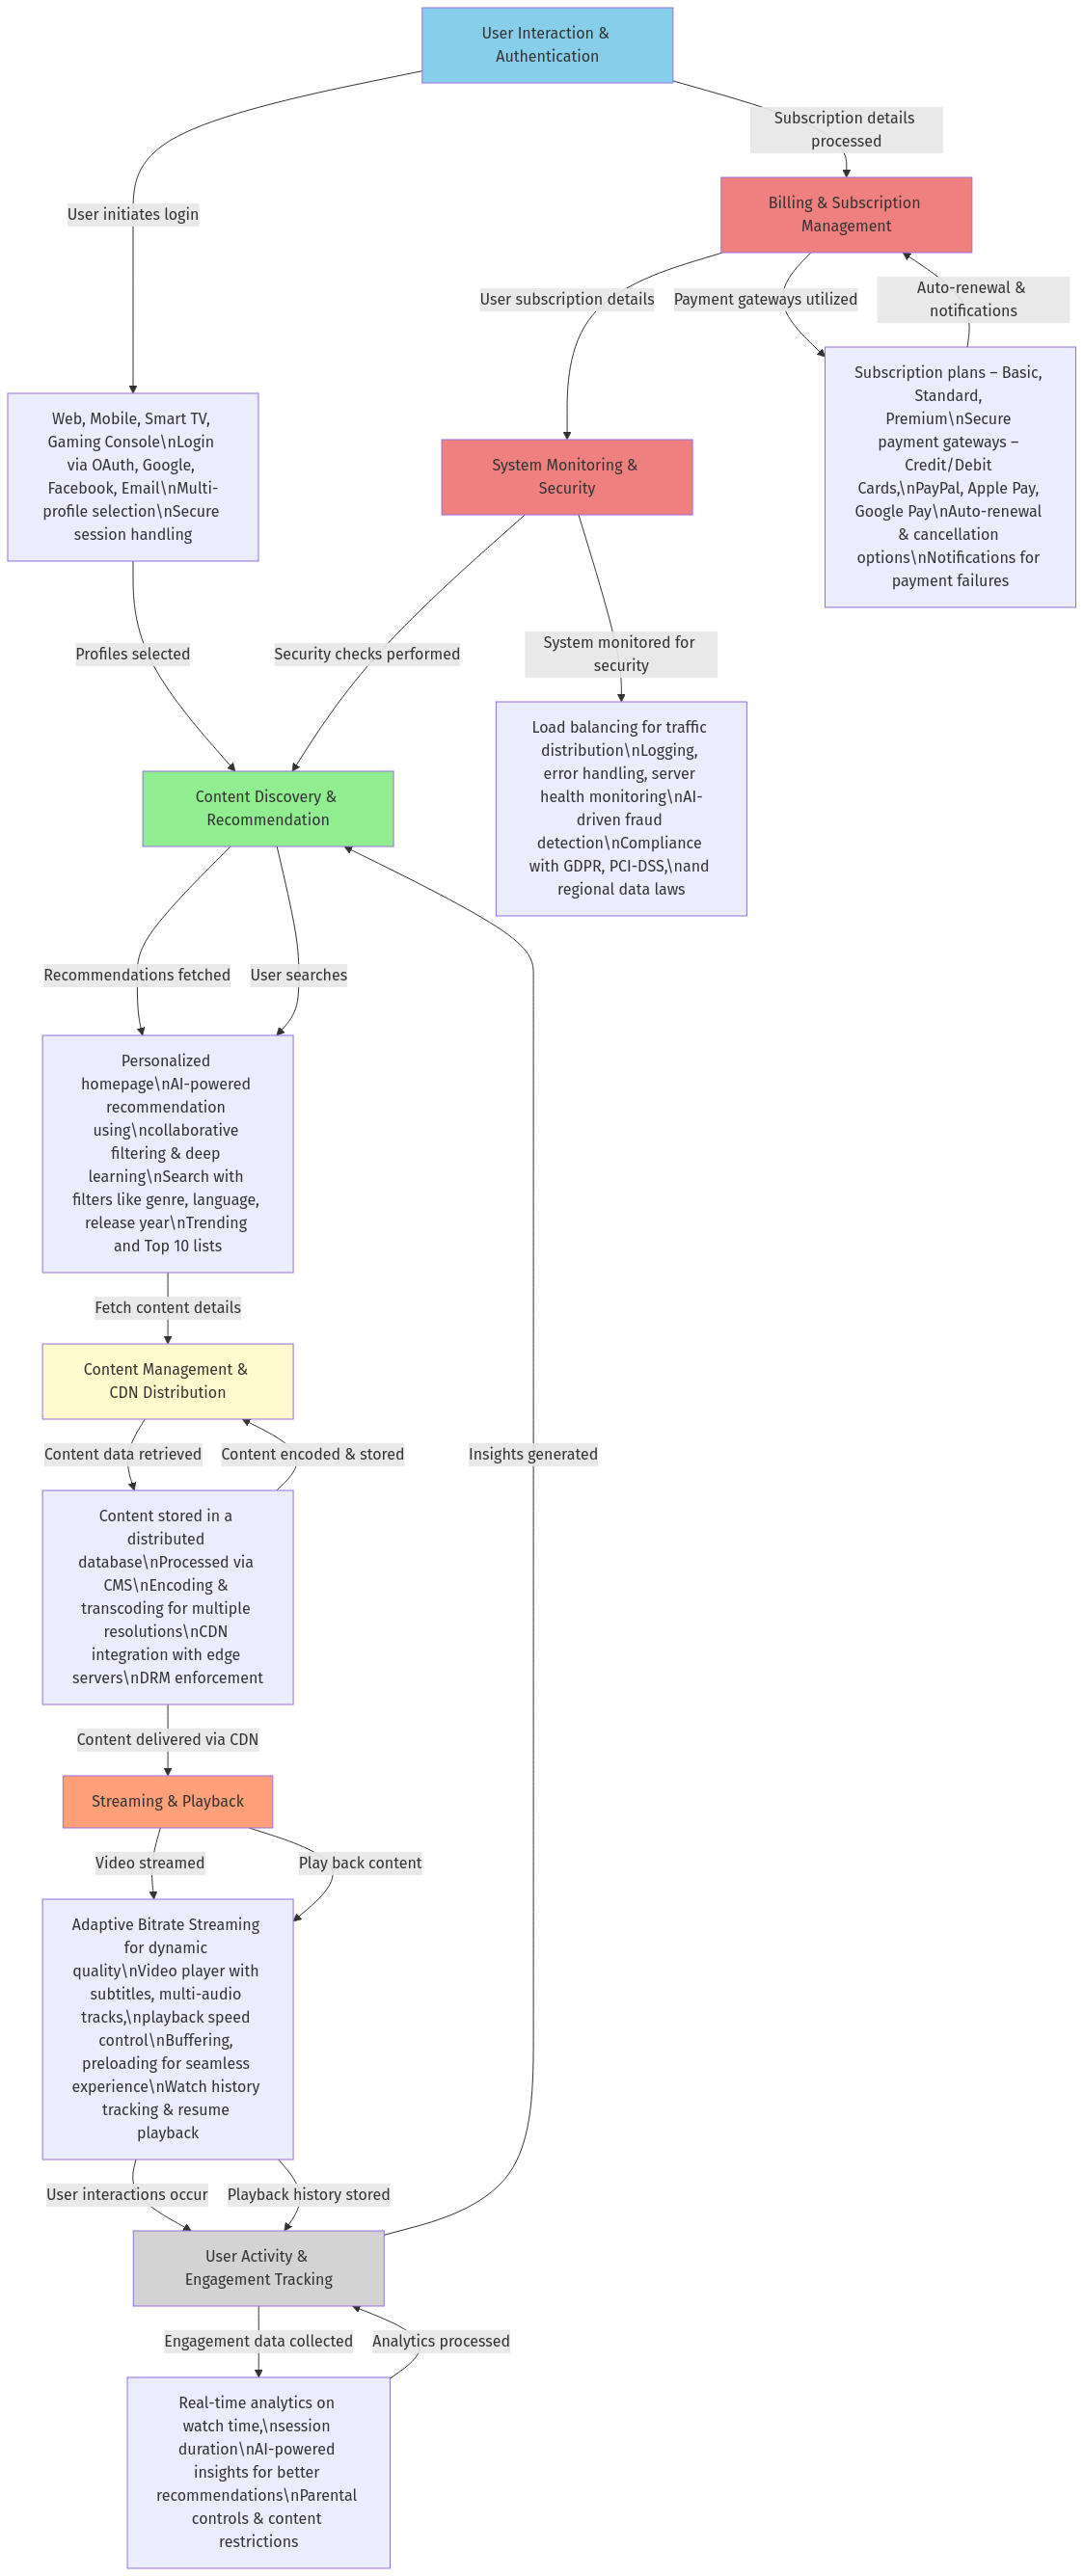 User Interaction &
Authentication
Subscription details
processed
User initiates login
Billing & Subscription
Management
User subscription details
Payment gateways utilized
Auto-renewal &
notifications
Web, Mobile, Smart TV,
Gaming Console\nLogin
via OAuth, Google,
Facebook, Email\nMulti-
profile selection\nSecure
session handling
System Monitoring &
Security
Subscription plans – Basic,
Standard,
Premium\nSecure
payment gateways –
Credit/Debit
Cards,\nPayPal, Apple Pay,
Google Pay\nAuto-renewal
& cancellation
options\nNotifications for
payment failures
Profiles selected
Security checks performed
System monitored for
security
Load balancing for traffic
distribution\nLogging,
error handling, server
health monitoring\nAI-
driven fraud
detection\nCompliance
with GDPR, PCI-DSS,\nand
regional data laws
Content Discovery &
Recommendation
Recommendations fetched
User searches
Personalized
homepage\nAI-powered
recommendation
using\ncollaborative
filtering & deep
learning\nSearch with
filters like genre, language,
release year\nTrending
and Top 10 lists
Fetch content details
Content Management &
CDN Distribution
Content data retrieved
Content encoded & stored
Insights generated
Content stored in a
distributed
database\nProcessed via
CMS\nEncoding &
transcoding for multiple
resolutions\nCDN
integration with edge
servers\nDRM enforcement
Content delivered via CDN
Streaming & Playback
Video streamed
Play back content
Adaptive Bitrate Streaming
for dynamic
quality\nVideo player with
subtitles, multi-audio
tracks,\nplayback speed
control\nBuffering,
preloading for seamless
experience\nWatch history
tracking & resume
playback
User interactions occur
Playback history stored
User Activity &
Engagement Tracking
Engagement data collected
Analytics processed
Real-time analytics on
watch time,\nsession
duration\nAI-powered
insights for better
recommendations\nParental
controls & content
restrictions